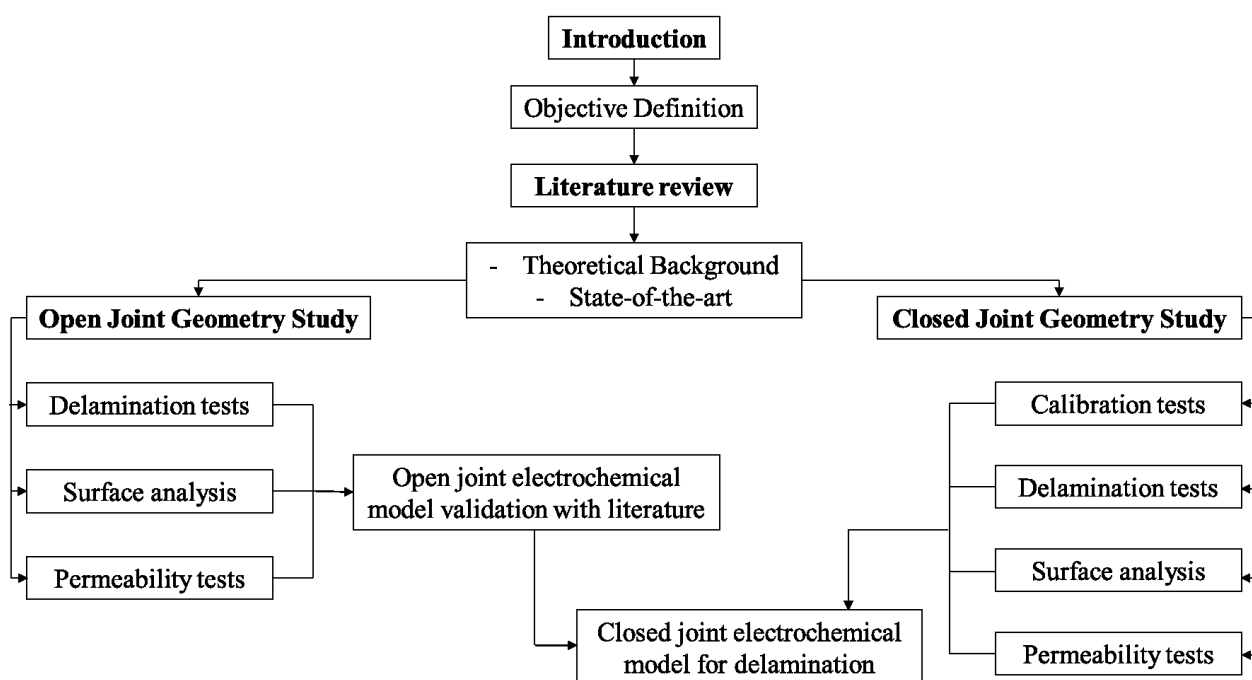 Introduction
Objective Definition
Literature review
- Theoretical Background
- State-of-the-art
Open Joint Geometry Study
Closed Joint Geometry Study
Delamination tests
Surface analysis
Permeability tests
Open joint electrochemical
model validation with literature
Calibration tests
Delamination tests
Surface analysis
Permeability tests
Closed joint electrochemical
model for delamination